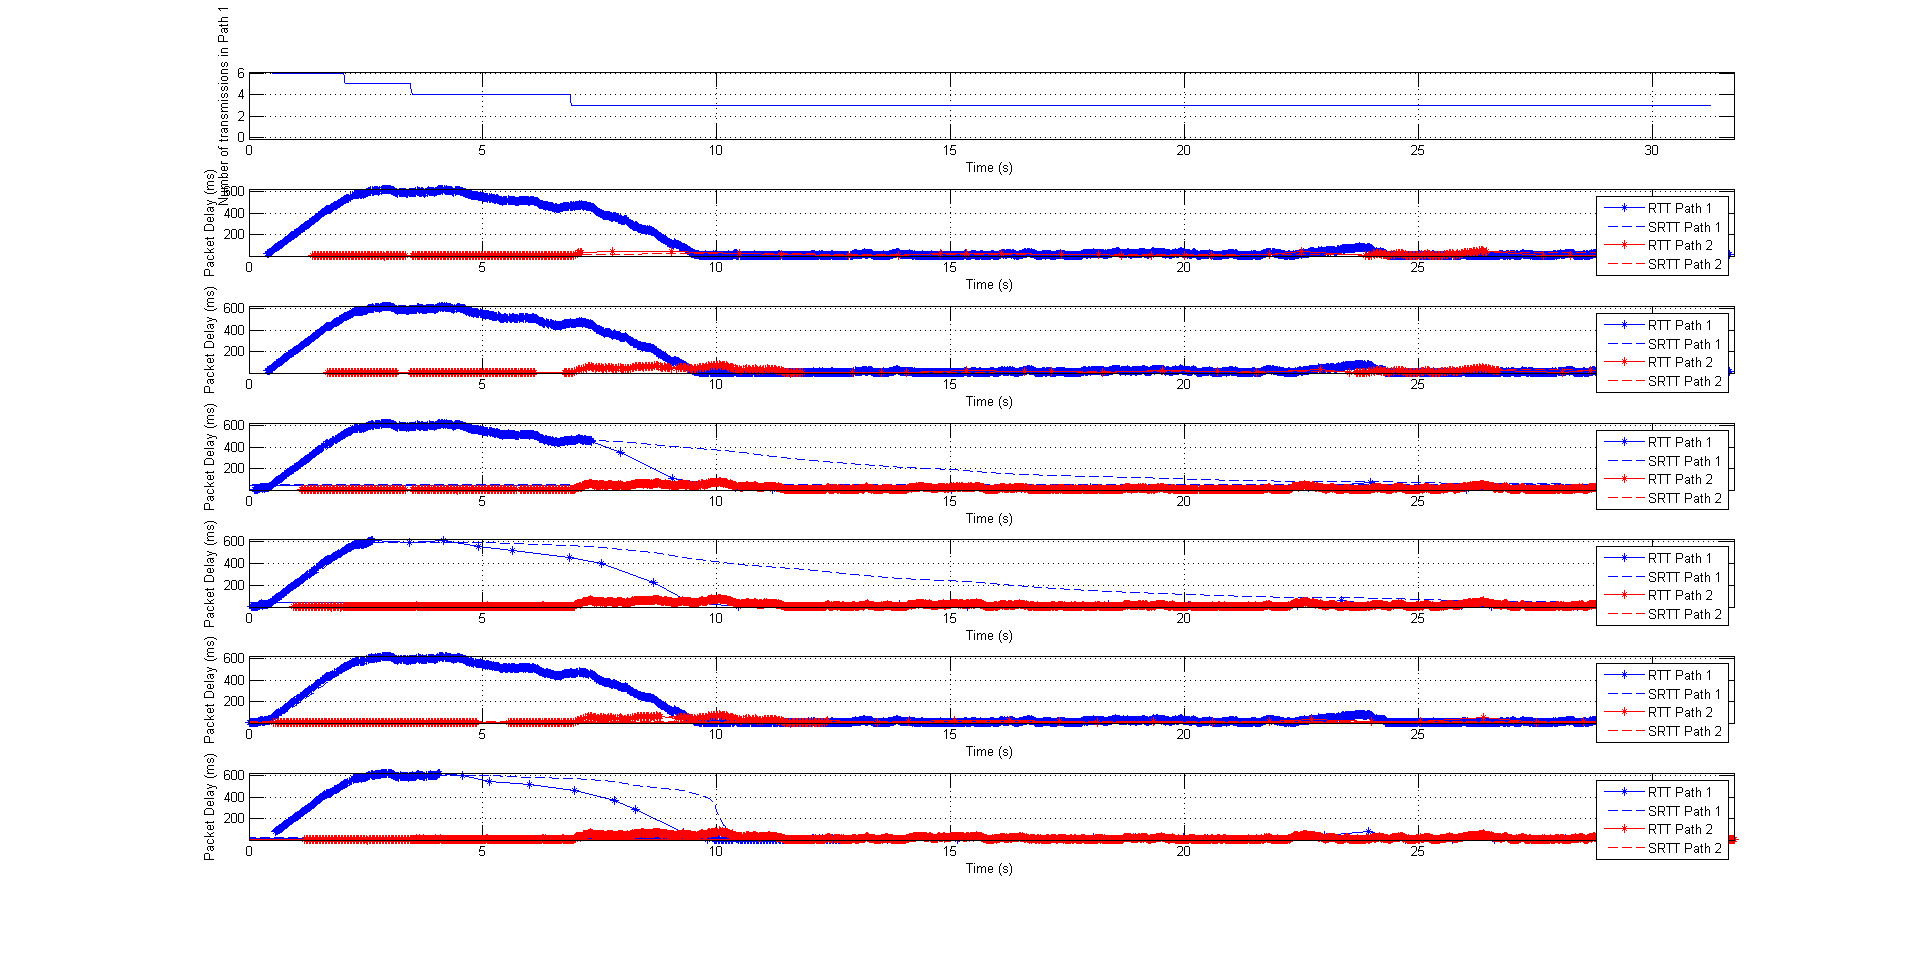 Number of transmissions in Path 1
6
4
2
0
0 5 10 15 20 25 30
Time (s)
Packet Delay (ms)
600
400
200
0 5 10 15 20 25
Time (s)
RTT Path 1
SRTT Path 1
RTT Path 2
SRTT Path 2
Packet Delay (ms)
600
400
200
0 5 10 15 20 25
Time (s)
RTT Path 1
SRTT Path 1
RTT Path 2
SRTT Path 2
Packet Delay (ms)
600
400
200
0 5 10 15 20 25
Time (s)
RTT Path 1
SRTT Path 1
RTT Path 2
SRTT Path 2
Packet Delay (ms)
600
400
200
0 5 10 15 20 25
Time (s)
RTT Path 1
SRTT Path 1
RTT Path 2
SRTT Path 2
Packet Delay (ms)
600
400
200
0 5 10 15 20 25
Time (s)
RTT Path 1
SRTT Path 1
RTT Path 2
SRTT Path 2
Packet Delay (ms)
600
400
200
0 5 10 15 20 25
Time (s)
RTT Path 1
SRTT Path 1
RTT Path 2
SRTT Path 2